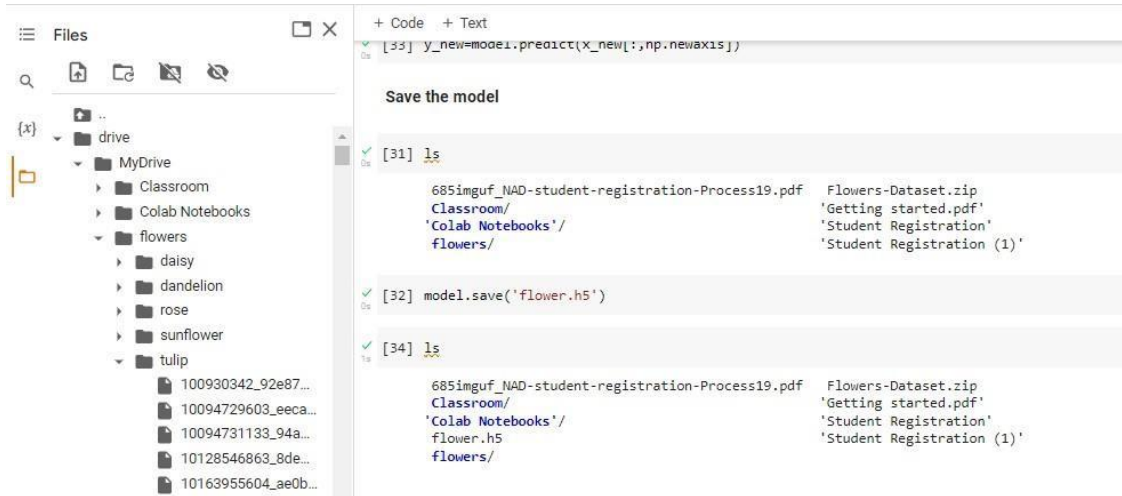 Files
{x}
..
drive
MyDrive
Classroom
Colab Notebooks
flowers
daisy
dandelion
rose
sunflower
tulip
100930342_92e87...
10094729603_eeca...
10094731133_94a...
10128546863_8de...
10163955604_ae0b...
+ Code + Text
[33] y_new=model.predict(x_new[:,np.newaxis])
0s
Save the model
[31] ls
0s
685imguf_NAD-student-registration-Process19.pdf Flowers-Dataset.zip
Classroom/ 'Getting started.pdf'
'Colab Notebooks'/ 'Student Registration'
flowers/ 'Student Registration (1)'
[32] model.save('flower.h5')
0s
[34] ls
1s
685imguf_NAD-student-registration-Process19.pdf Flowers-Dataset.zip
Classroom/ 'Getting started.pdf'
'Colab Notebooks'/ 'Student Registration'
flower.h5 'Student Registration (1)'
flowers/